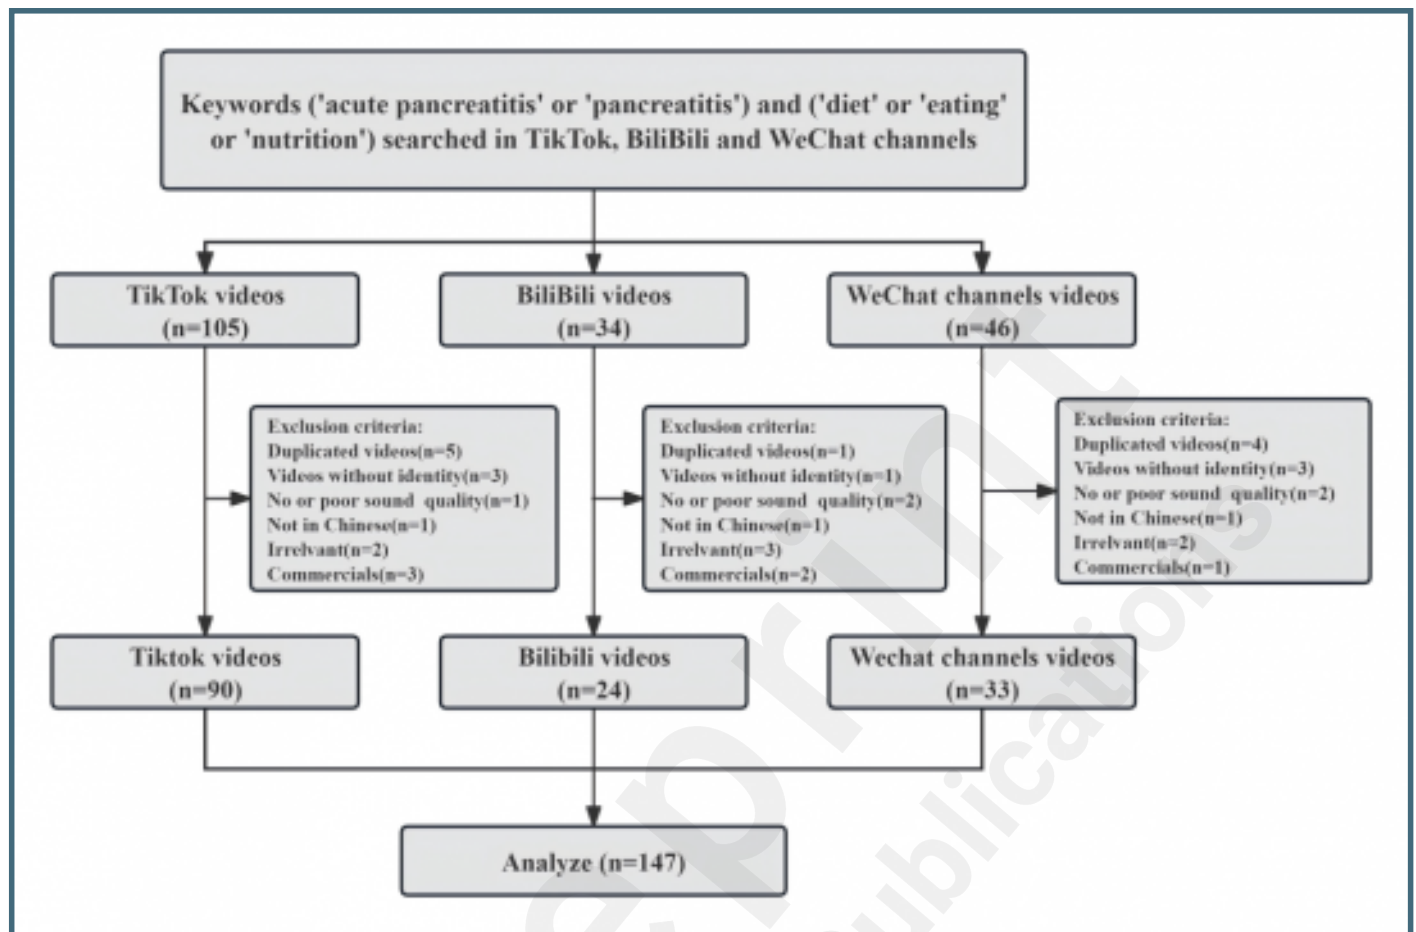 Keywords ('acute pancreatitis' or 'pancreatitis') and ('diet' or 'eating'
or 'nutrition') searched in TikTok, BiliBili and WeChat channels
TikTok videos
(n=105)
BiliBili videos
(n=34)
WeChat channels videos
(n=46)
Exclusion criteria:
Duplicated videos(n=5)
Videos without identity(n=3)
No or poor sound quality(n=1)
Not in Chinese(n=1)
Irrelvant(n=2)
Commercials(n=3)
Exclusion criteria:
Duplicated videos(n=1)
Videos without identity(n=1)
No or poor sound quality(n=2)
Not in Chinese(n=1)
Irrelvant(n=3)
Commercials(n=2)
Exclusion criteria:
Duplicated videos(n=4)
Videos without identity(n=3)
No or poor sound quality(n=2)
Not in Chinese(n=1)
Irrelvant(n=2)
Commercials(n=1)
Tiktok videos
(n=90)
Bilibili videos
(n=24)
Wechat channels videos
(n=33)
Analyze (n=147)
eprint
ublications